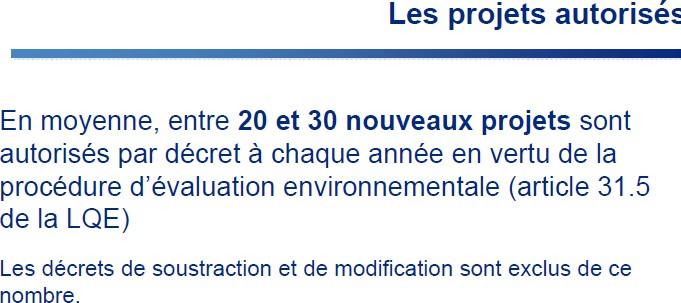 Les projets autorisés
En moyenne, entre 20 et 30 nouveaux projets sont
autorisés par décret à chaque année en vertu de la
procédure d’évaluation environnementale (article 31.5
de la LQE)
Les décrets de soustraction et de modification sont exclus de ce
nombre.